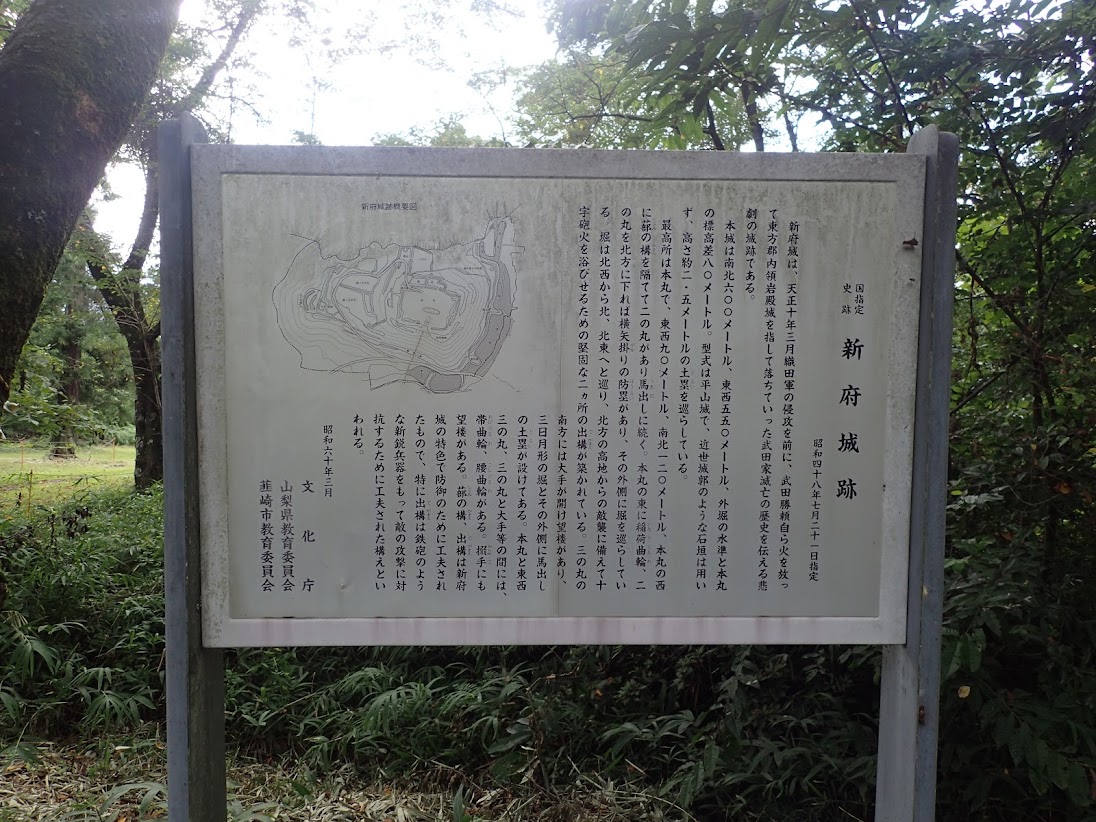 国指定
史跡
新府城跡
昭和四十八年七月二十一日指定
新府城は、天正十年三月織田軍の侵攻を前に、武田勝頼自ら火を放っ
て東方郡内領岩殿城を指して落ちていった武田家滅亡の歴史を伝える悲
劇の城跡である。
本城は南北六〇〇メートル、東西五五〇メートル、外堀の水準と本丸
の標高差八〇メートル。型式は平山城で、近世城郭のような石垣は用い
ず、高さ約二・五メートルの土塁を巡らしている。
最高所は本丸で、東西九〇メートル、南北一二〇メートル、本丸の西
に蔀の構を隔てて二の丸があり馬出しに続く。本丸の東に稲荷曲輪、二
の丸を北方に下れば横矢掛りの防塁があり、その外側に堀を巡らしてい
る。堀は北西から北、北東へと巡り、北方の高地からの敵襲に備えて十
字砲火を浴びせるための堅固な二ヵ所の出構が築かれている。三の丸の
南方には大手が開け望楼があり、
三日月形の堀とその外側に馬出し
の土塁が設けてある。本丸と東西
三の丸、三の丸と大手等の間には、
帯曲輪、腰曲輪がある。搦手にも
望楼がある。蔀の構、出構は新府
城の特色で防御のために工夫され
たもので、特に出構は鉄砲のよう
な新鋭兵器をもって敵の攻撃に対
抗するために工夫された構えとい
われる。
昭和六十年三月
文化庁
山梨県教育委員会
韮崎市教育委員会
新府城跡概要図